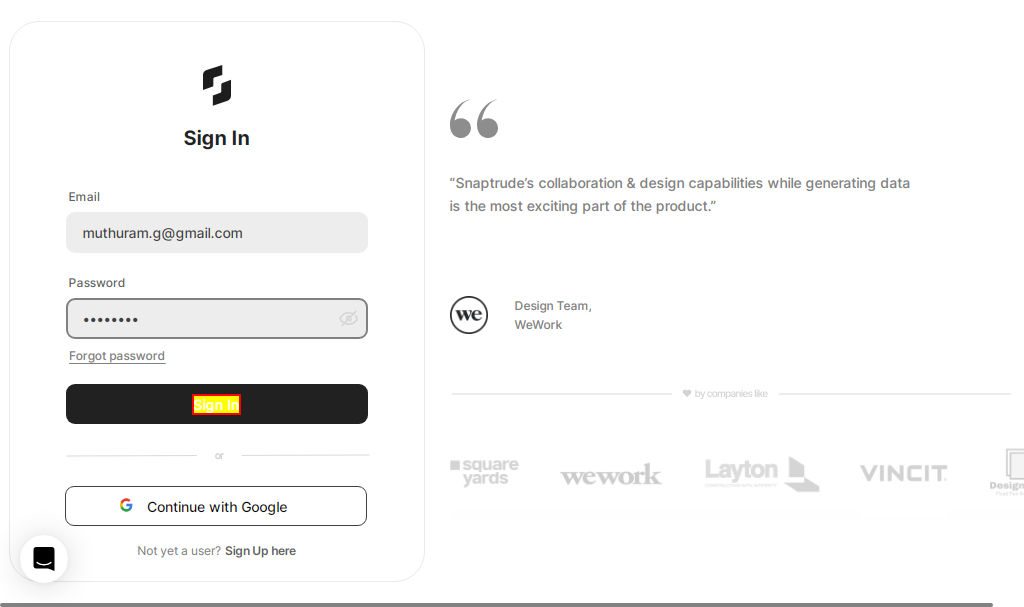 Sign In
Email
muthuram.g@gmail.com
Password
••••••••
Forgot password
Sign In
or
Continue with Google
Not yet a user? Sign Up here
“Snaptrude’s collaboration & design capabilities while generating data
is the most exciting part of the product.”
we
Design Team,
WeWork
by companies like
square
yards
wework
Layton
VINCIT
Design